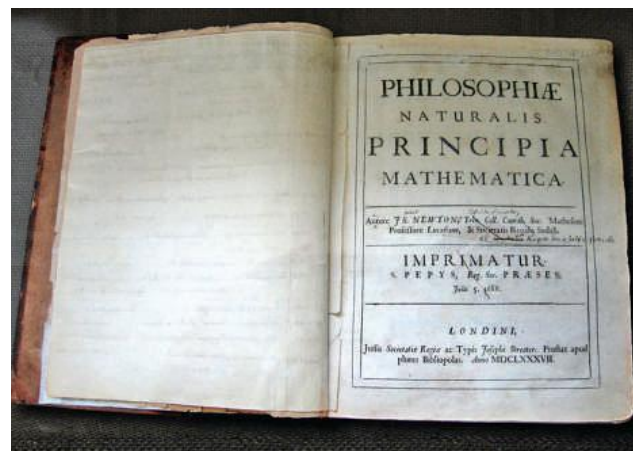 PHILOSOPHIÆ
NATURALIS
PRINCIPIA
MATHEMATICA.
Autore JS. NEWTON, Trin. Coll. Cantab. Soc. Matheseos
Professore Lucasiano, & Societatis Regalis Sodali.
IMPRIMATUR.
S. PEPYS, Reg. Soc. PRÆSES.
Julii 5. 1686.
LONDINI,
Jussu Societatis Regiæ ac Typis Josephi Streater. Prostat apud
plures Bibliopolas. Anno MDCLXXXVII.